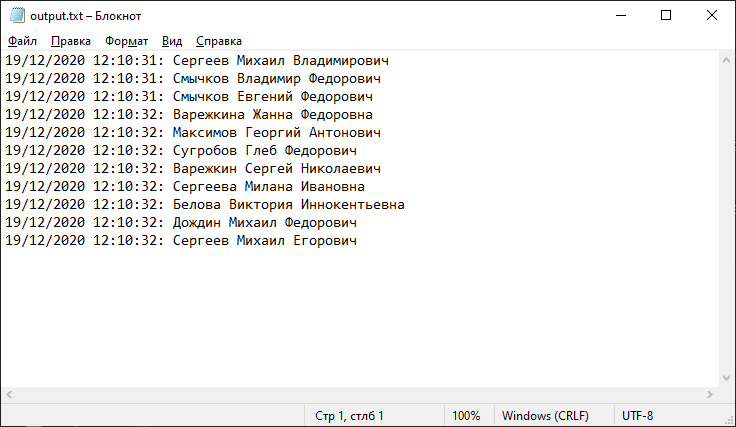 output.txt – Блокнот
Файл Правка Формат Вид Справка
19/12/2020 12:10:31: Сергеев Михаил Владимирович
19/12/2020 12:10:31: Смычков Владимир Федорович
19/12/2020 12:10:31: Смычков Евгений Федорович
19/12/2020 12:10:32: Варежкина Жанна Федоровна
19/12/2020 12:10:32: Максимов Георгий Антонович
19/12/2020 12:10:32: Сугробов Глеб Федорович
19/12/2020 12:10:32: Варежкин Сергей Николаевич
19/12/2020 12:10:32: Сергеева Милана Ивановна
19/12/2020 12:10:32: Белова Виктория Иннокентьевна
19/12/2020 12:10:32: Дождин Михаил Федорович
19/12/2020 12:10:32: Сергеев Михаил Егорович
Стр 1, стлб 1 100% Windows (CRLF) UTF-8